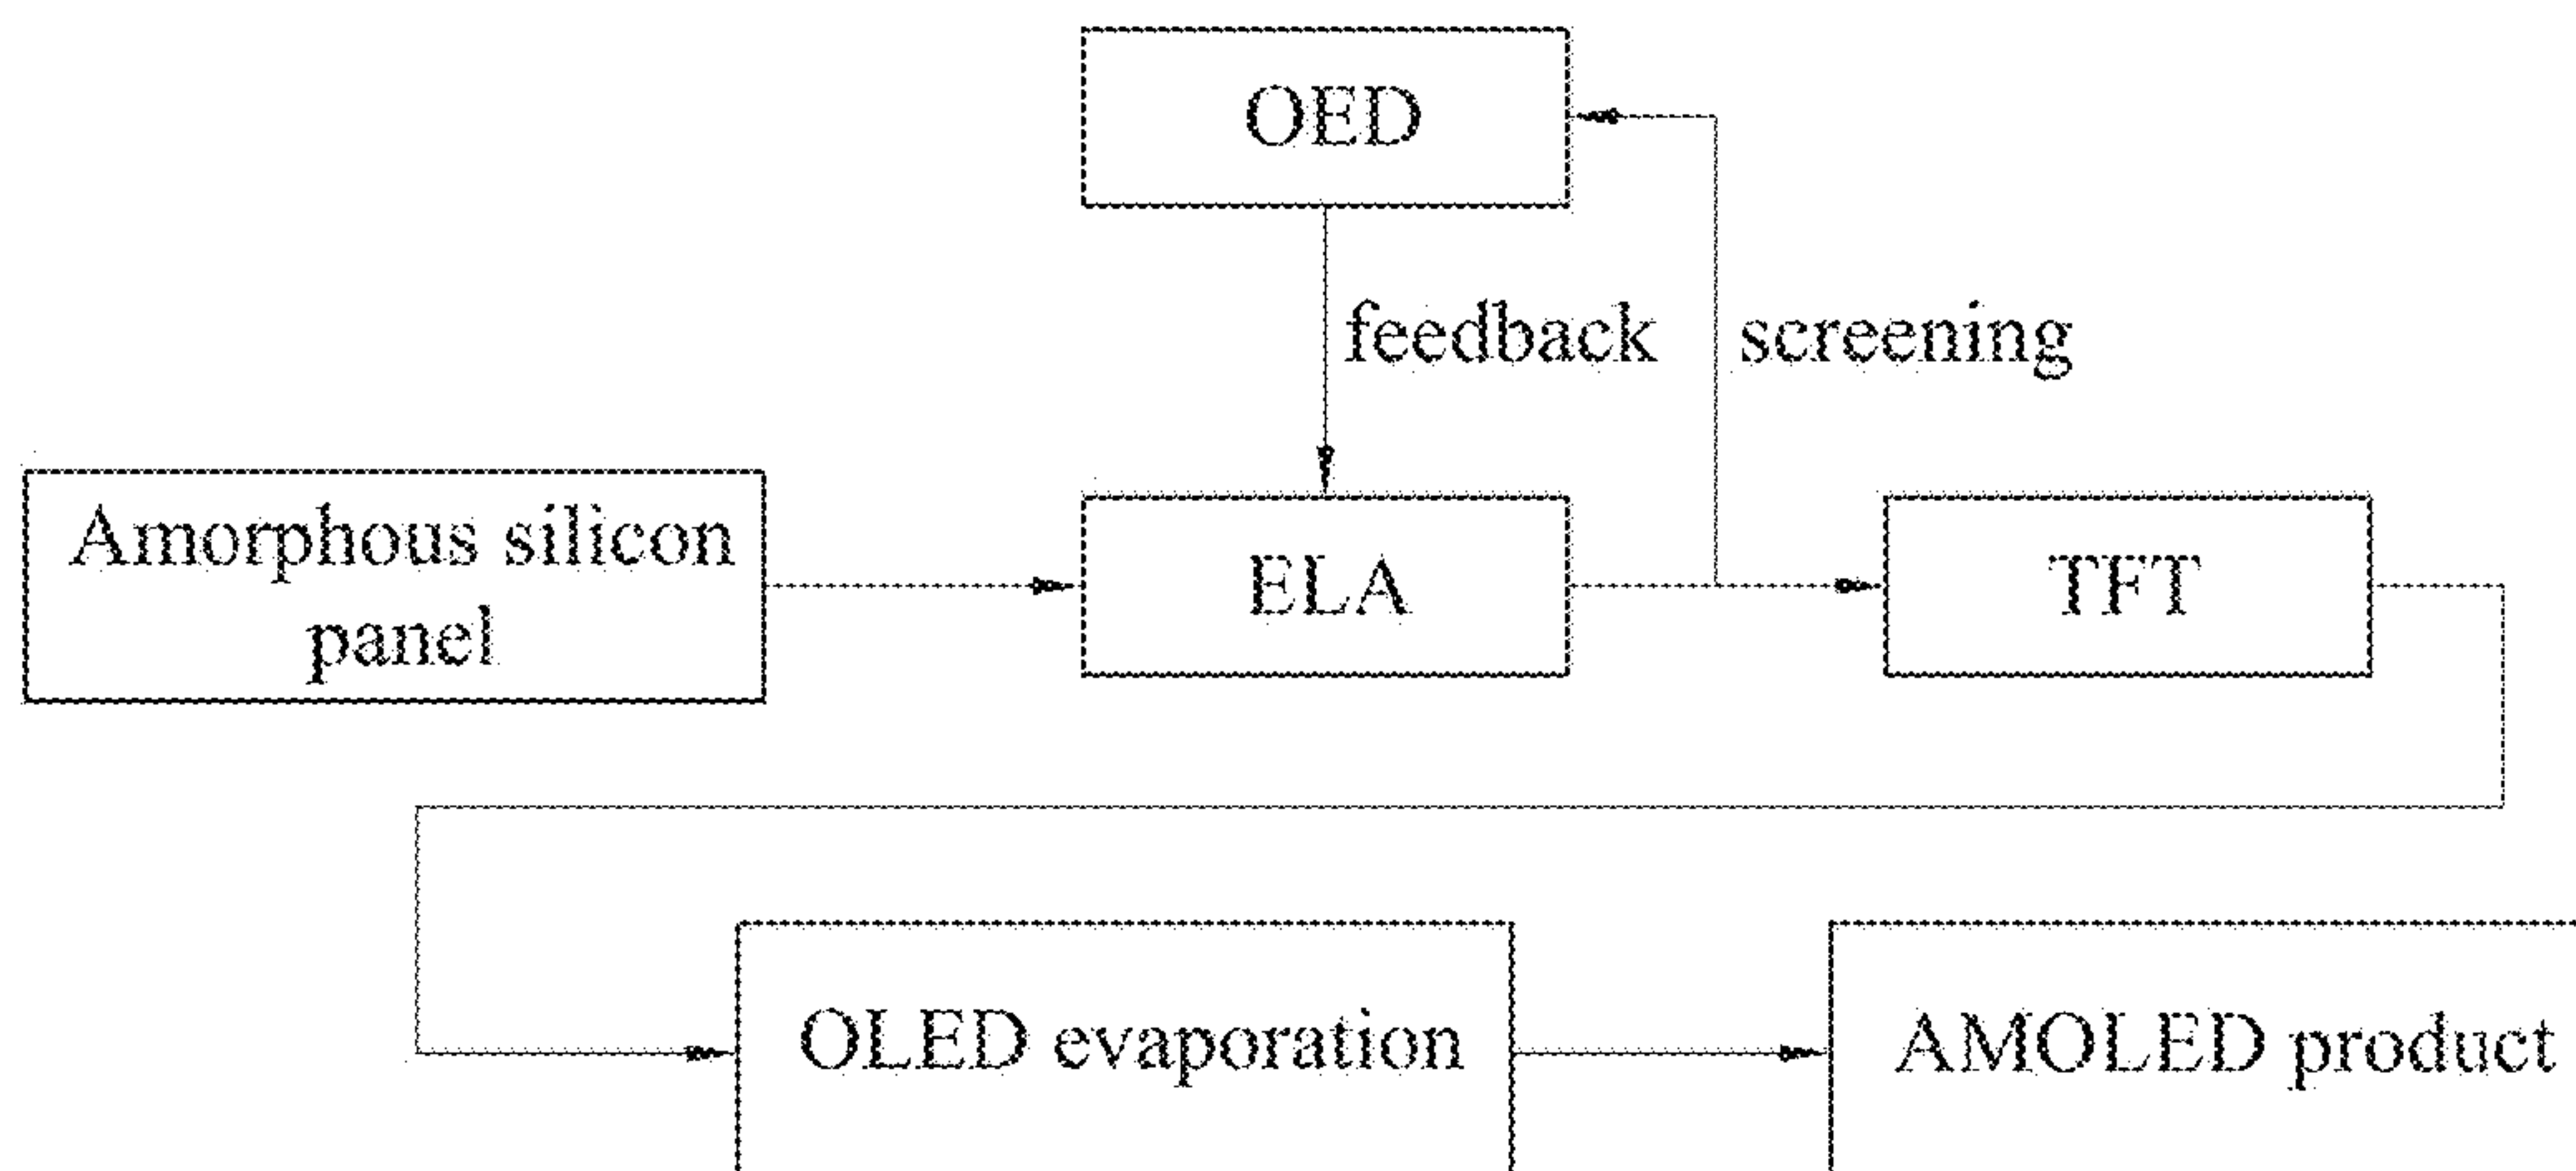 OED
feedback
screening
Amorphous silicon
panel
ELA
TFT
OLED evaporation
AMOLED product